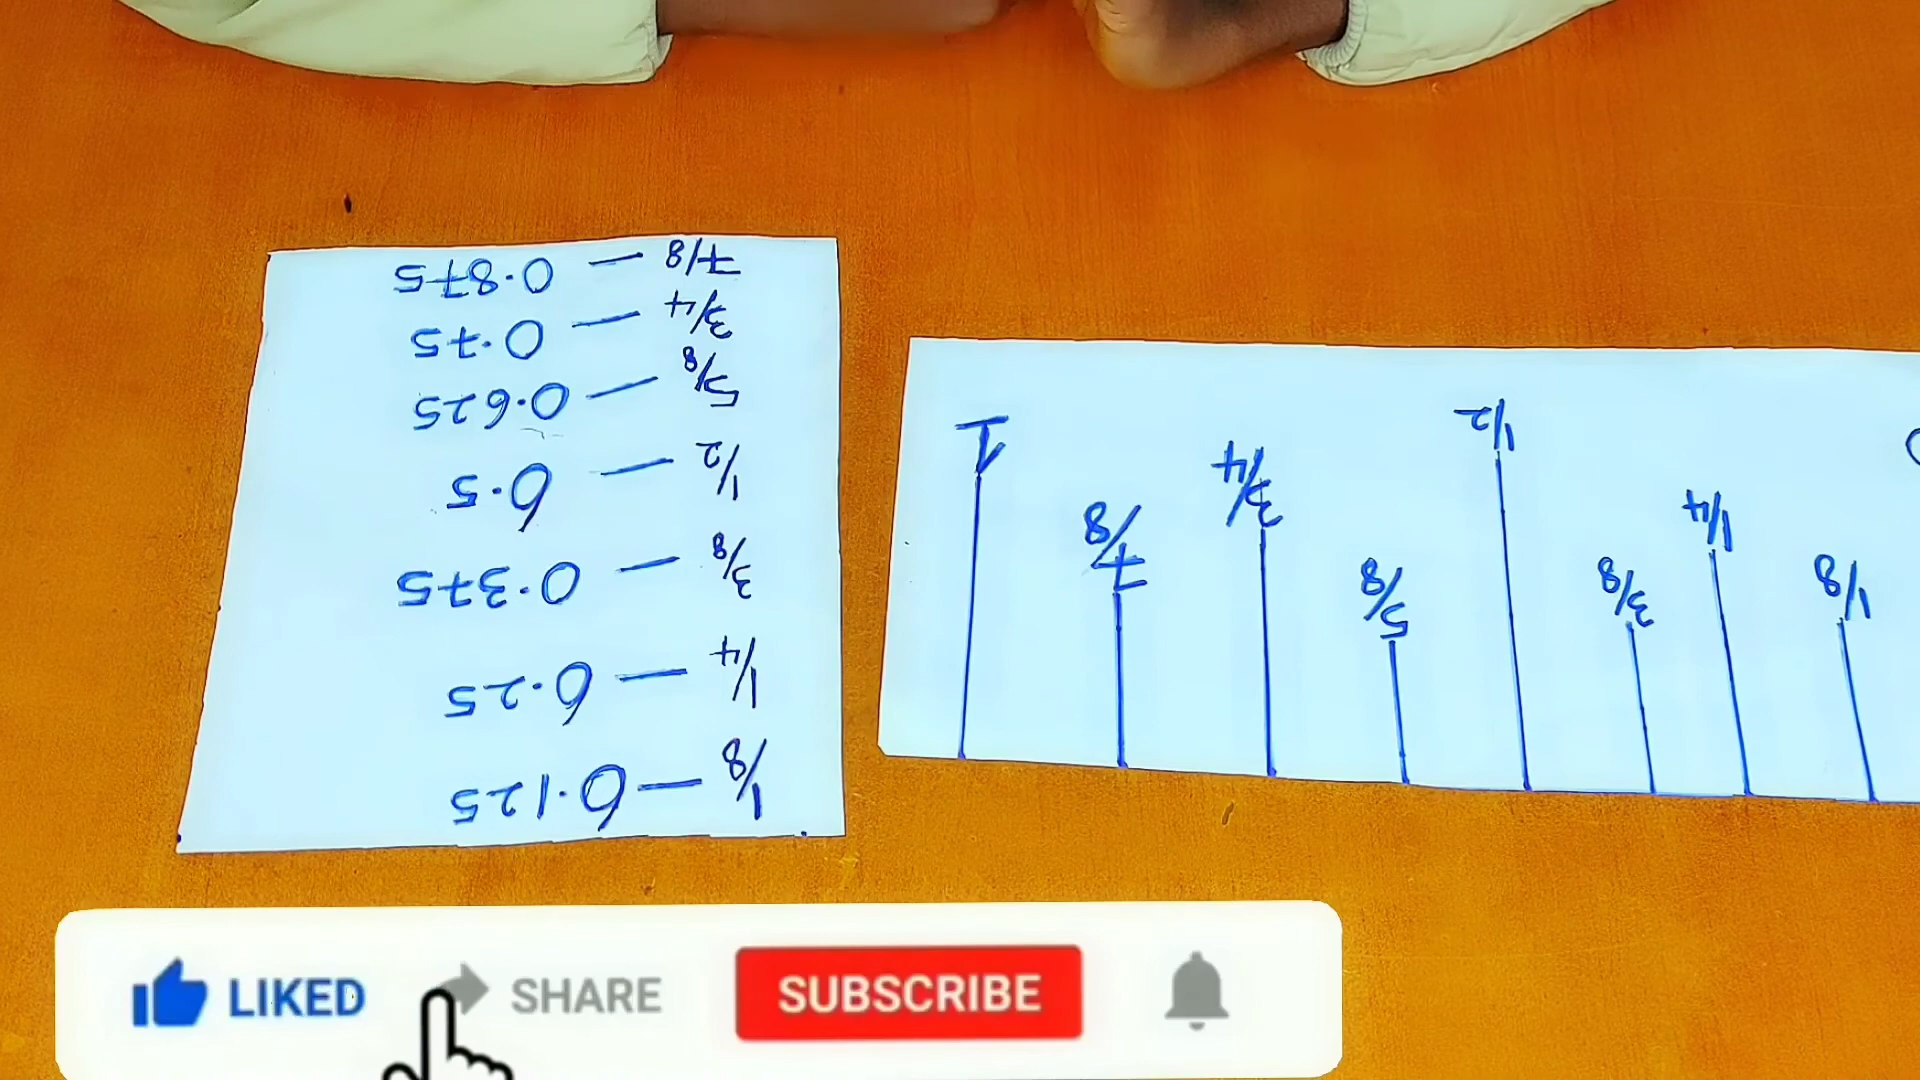 1/8 — 0.125
1/4 — 0.25
3/8 — 0.375
1/2 — 0.5
5/8 — 0.625
3/4 — 0.75
7/8 — 0.875
1/8
1/4
3/8
1/2
5/8
3/4
7/8
1
LIKED
SHARE
SUBSCRIBE